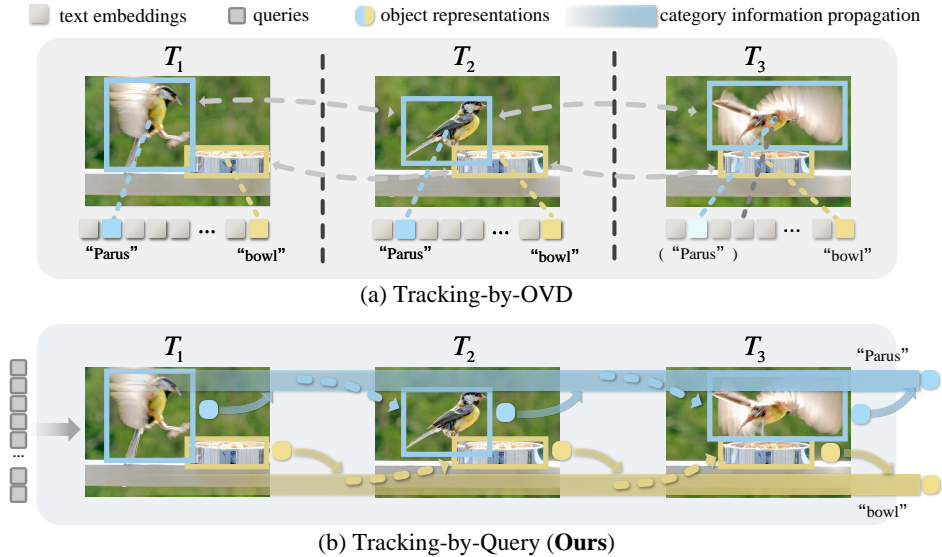 text embeddings queries object representations category information propagation
T1 T2 T3
... ... ...
“Parus” “bowl” “Parus” “bowl” ( “Parus” ) “bowl”
(a) Tracking-by-OVD
T1 T2 T3
“Parus”
...
“bowl”
(b) Tracking-by-Query (Ours)